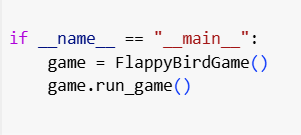 if __name__ == "__main__":
    game = FlappyBirdGame()
    game.run_game()